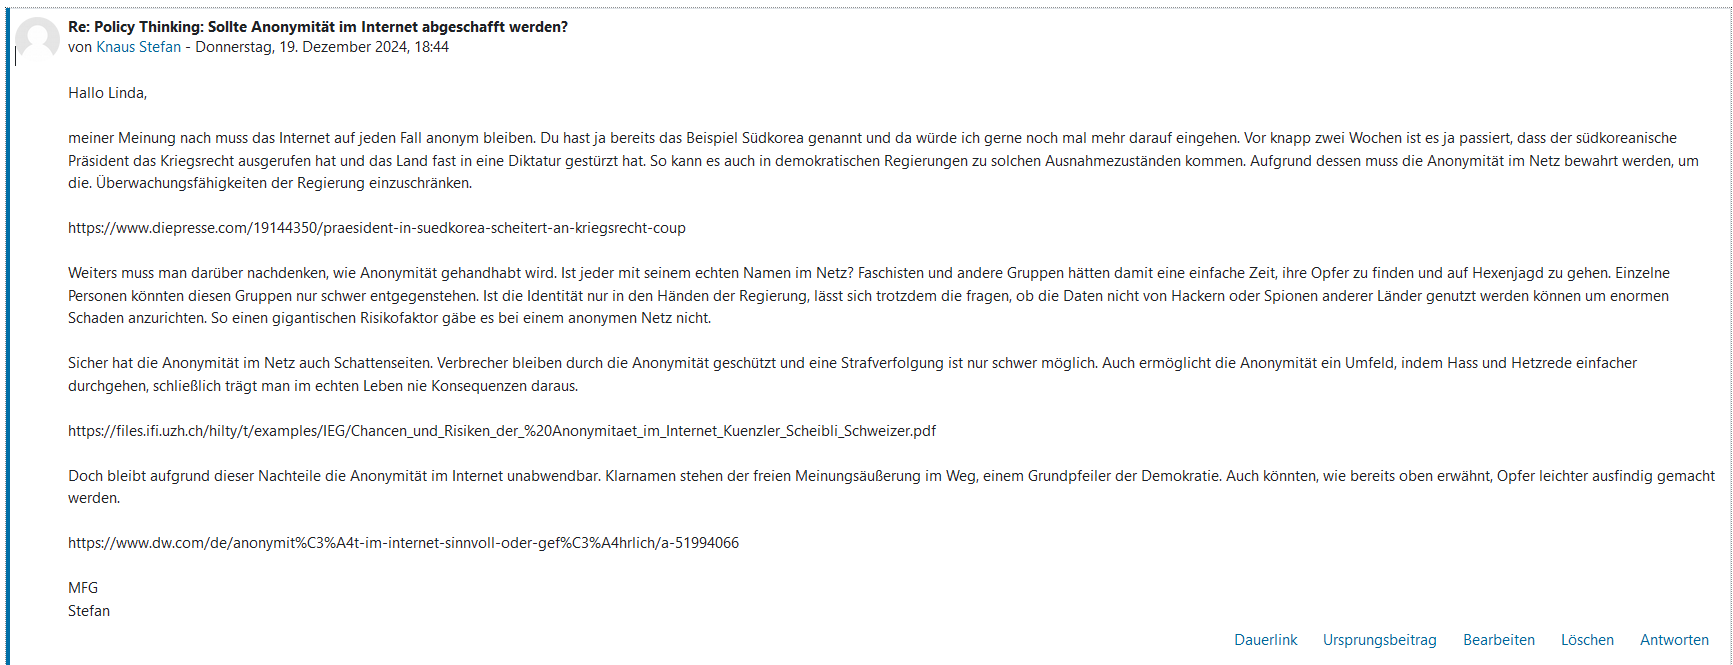 Re: Policy Thinking: Sollte Anonymität im Internet abgeschafft werden?
von Knaus Stefan - Donnerstag, 19. Dezember 2024, 18:44
Hallo Linda,
meiner Meinung nach muss das Internet auf jeden Fall anonym bleiben. Du hast ja bereits das Beispiel Südkorea genannt und da würde ich gerne noch mal mehr darauf eingehen. Vor knapp zwei Wochen ist es ja passiert, dass der südkoreanische
Präsident das Kriegsrecht ausgerufen hat und das Land fast in eine Diktatur gestürzt hat. So kann es auch in demokratischen Regierungen zu solchen Ausnahmezuständen kommen. Aufgrund dessen muss die Anonymität im Netz bewahrt werden, um
die. Überwachungsfähigkeiten der Regierung einzuschränken.
https://www.diepresse.com/19144350/praesident-in-suedkorea-scheitert-an-kriegsrecht-coup
Weiters muss man darüber nachdenken, wie Anonymität gehandhabt wird. Ist jeder mit seinem echten Namen im Netz? Faschisten und andere Gruppen hätten damit eine einfache Zeit, ihre Opfer zu finden und auf Hexenjagd zu gehen. Einzelne
Personen könnten diesen Gruppen nur schwer entgegenstehen. Ist die Identität nur in den Händen der Regierung, lässt sich trotzdem die fragen, ob die Daten nicht von Hackern oder Spionen anderer Länder genutzt werden können um enormen
Schaden anzurichten. So einen gigantischen Risikofaktor gäbe es bei einem anonymen Netz nicht.
Sicher hat die Anonymität im Netz auch Schattenseiten. Verbrecher bleiben durch die Anonymität geschützt und eine Strafverfolgung ist nur schwer möglich. Auch ermöglicht die Anonymität ein Umfeld, indem Hass und Hetzrede einfacher
durchgehen, schließlich trägt man im echten Leben nie Konsequenzen daraus.
https://files.ifi.uzh.ch/hilty/t/examples/IEG/Chancen_und_Risiken_der_%20Anonymitaet_im_Internet_Kuenzler_Scheibli_Schweizer.pdf
Doch bleibt aufgrund dieser Nachteile die Anonymität im Internet unabwendbar. Klarnamen stehen der freien Meinungsäußerung im Weg, einem Grundpfeiler der Demokratie. Auch könnten, wie bereits oben erwähnt, Opfer leichter ausfindig gemacht
werden.
https://www.dw.com/de/anonymit%C3%A4t-im-internet-sinnvoll-oder-gef%C3%A4hrlich/a-51994066
MFG
Stefan
Dauerlink Ursprungsbeitrag Bearbeiten Löschen Antworten